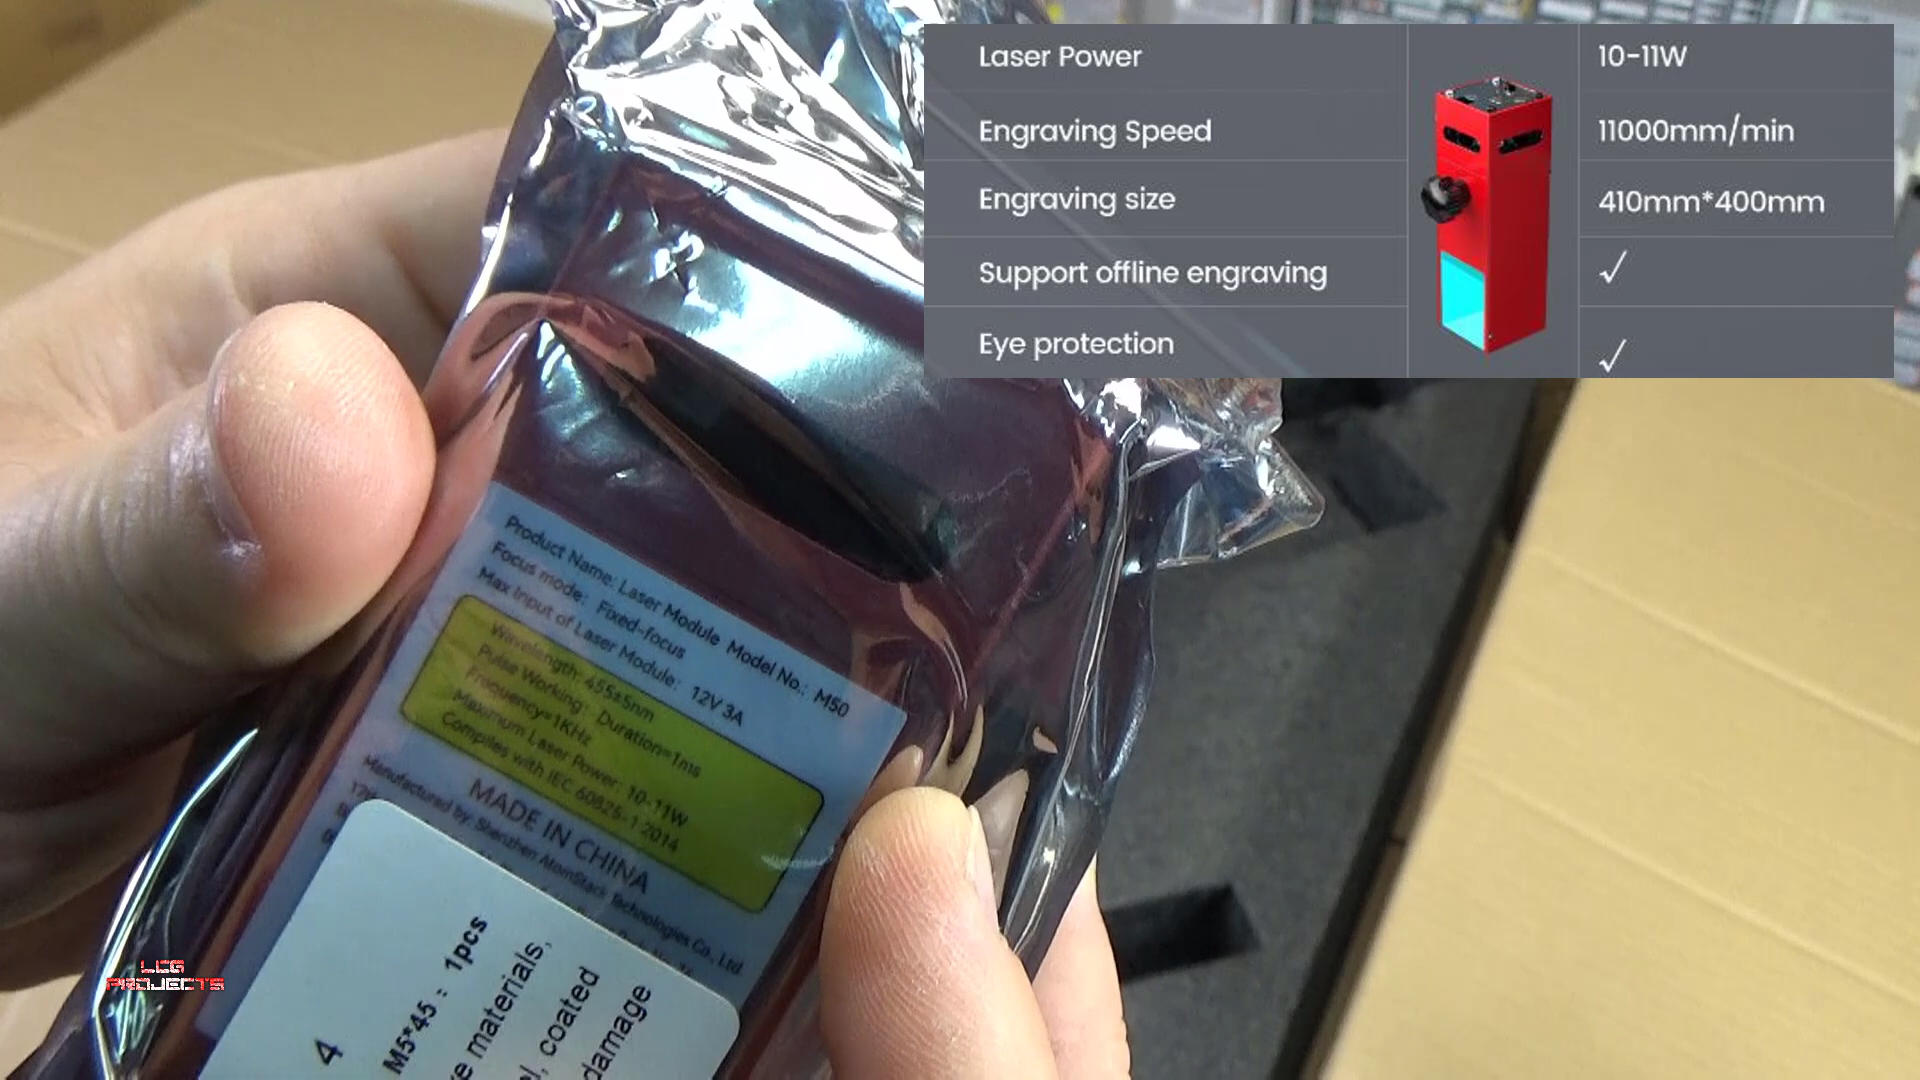 Laser Power 10-11W
Engraving Speed 11000mm/min
Engraving size 410mm*400mm
Support offline engraving ✓
Eye protection ✓
Product Name: Laser Module Model No.: M50
Focus mode: Fixed-focus
Max Input of Laser Module: 12V 3A
Wavelength: 455±5nm
Pulse Working: Duration=1ms
Frequency=1KHz
Maximum Laser Power: 10-11W
Complies with IEC 60825-1 2014
MADE IN CHINA
Manufactured by: Shenzhen AtomStack Technologies Co., Ltd.
4
M5*45 : 1pcs
materials,
coated
damage
LCG
PROJECTS